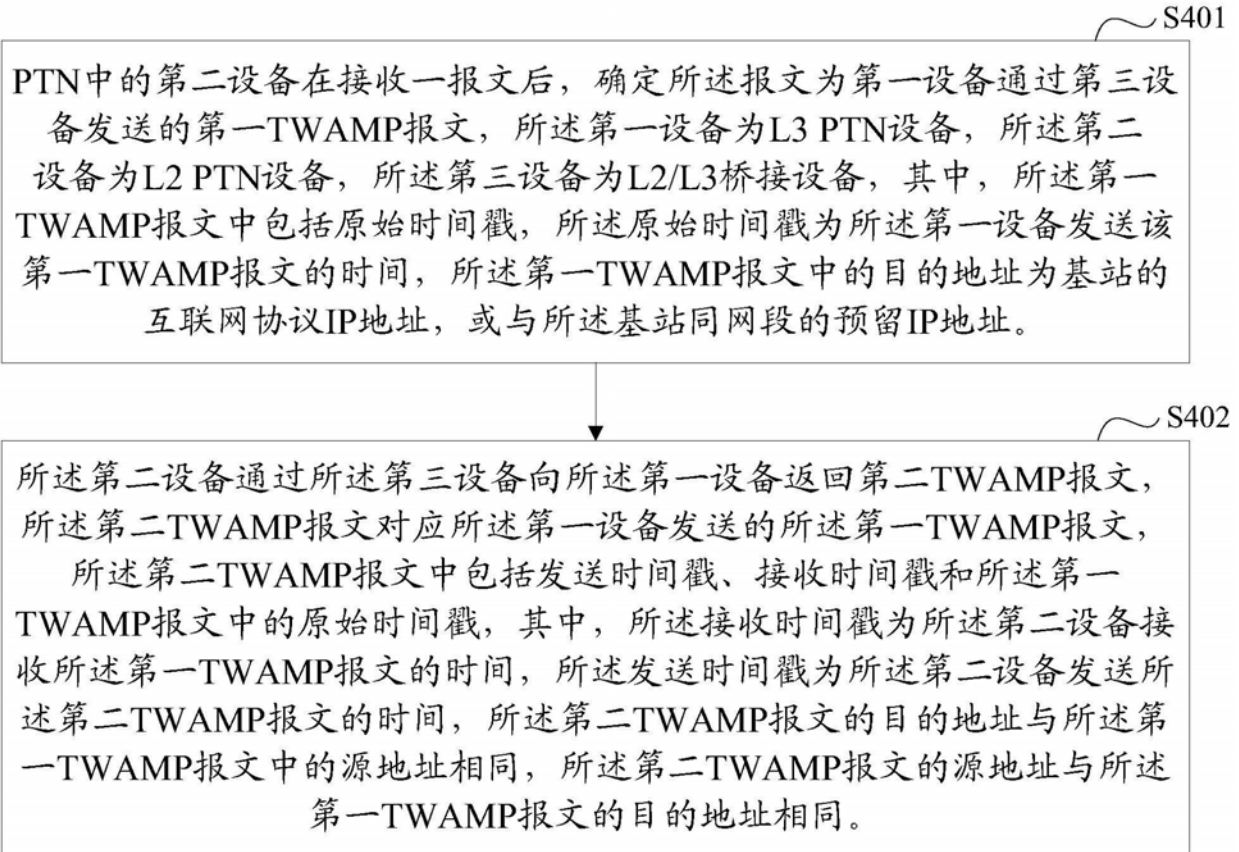 S401
PTN中的第二设备在接收一报文后，确定所述报文为第一设备通过第三设
备发送的第一TWAMP报文，所述第一设备为L3 PTN设备，所述第二
设备为L2 PTN设备，所述第三设备为L2/L3桥接设备，其中，所述第一
TWAMP报文中包括原始时间戳，所述原始时间戳为所述第一设备发送该
第一TWAMP报文的时间，所述第一TWAMP报文中的目的地址为基站的
互联网协议IP地址，或与所述基站同网段的预留IP地址。
S402
所述第二设备通过所述第三设备向所述第一设备返回第二TWAMP报文，
所述第二TWAMP报文对应所述第一设备发送的所述第一TWAMP报文，
所述第二TWAMP报文中包括发送时间戳、接收时间戳和所述第一
TWAMP报文中的原始时间戳，其中，所述接收时间戳为所述第二设备接
收所述第一TWAMP报文的时间，所述发送时间戳为所述第二设备发送所
述第二TWAMP报文的时间，所述第二TWAMP报文的目的地址与所述第
一TWAMP报文中的源地址相同，所述第二TWAMP报文的源地址与所述
第一TWAMP报文的目的地址相同。